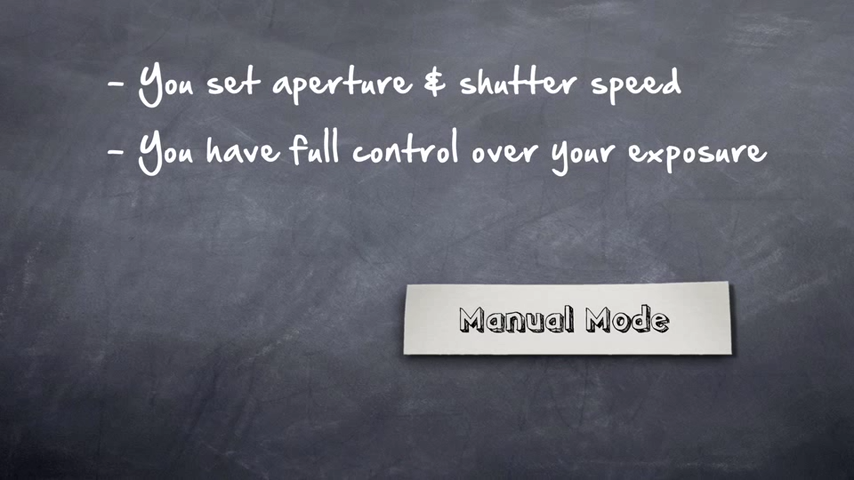 - You set aperture & shutter speed
- You have full control over your exposure
Manual Mode